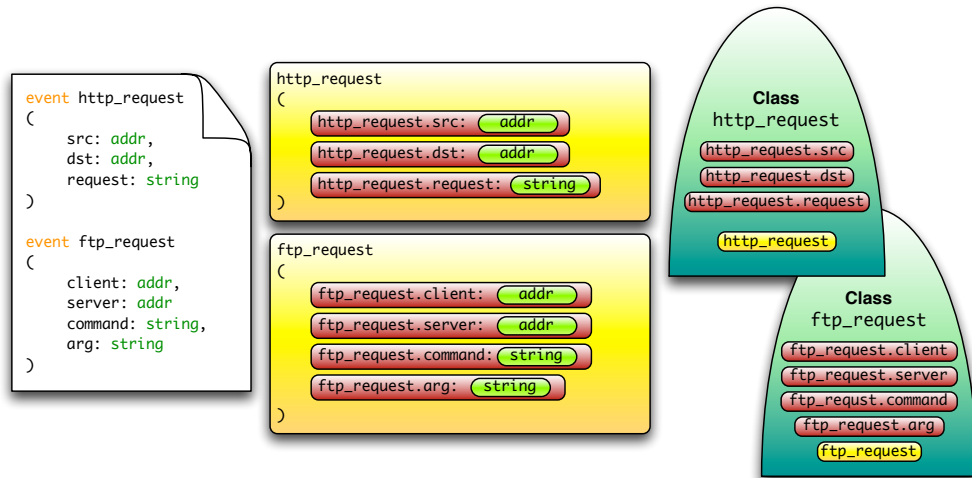 event http_request
(
src: addr,
dst: addr,
request: string
)
event ftp_request
(
client: addr,
server: addr
command: string,
arg: string
)
http_request
(
http_request.src: addr
http_request.dst: addr
http_request.request: string
)
ftp_request
(
ftp_request.client: addr
ftp_request.server: addr
ftp_request.command: string
ftp_request.arg: string
)
Class
http_request
http_request.src
http_request.dst
http_request.request
http_request
Class
ftp_request
ftp_request.client
ftp_request.server
ftp_requst.command
ftp_request.arg
ftp_request